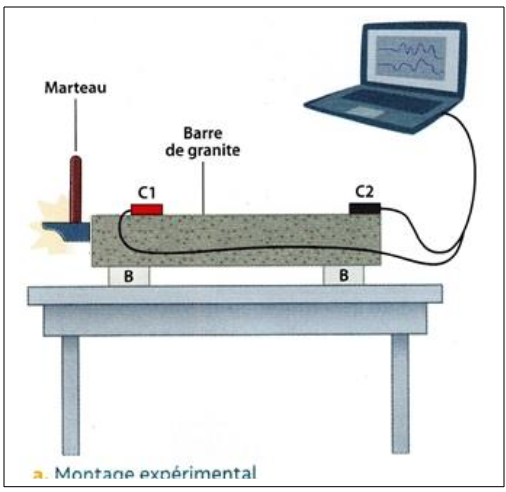 Marteau
Barre
de granite
C1
C2
B
B
a. Montage expérimental